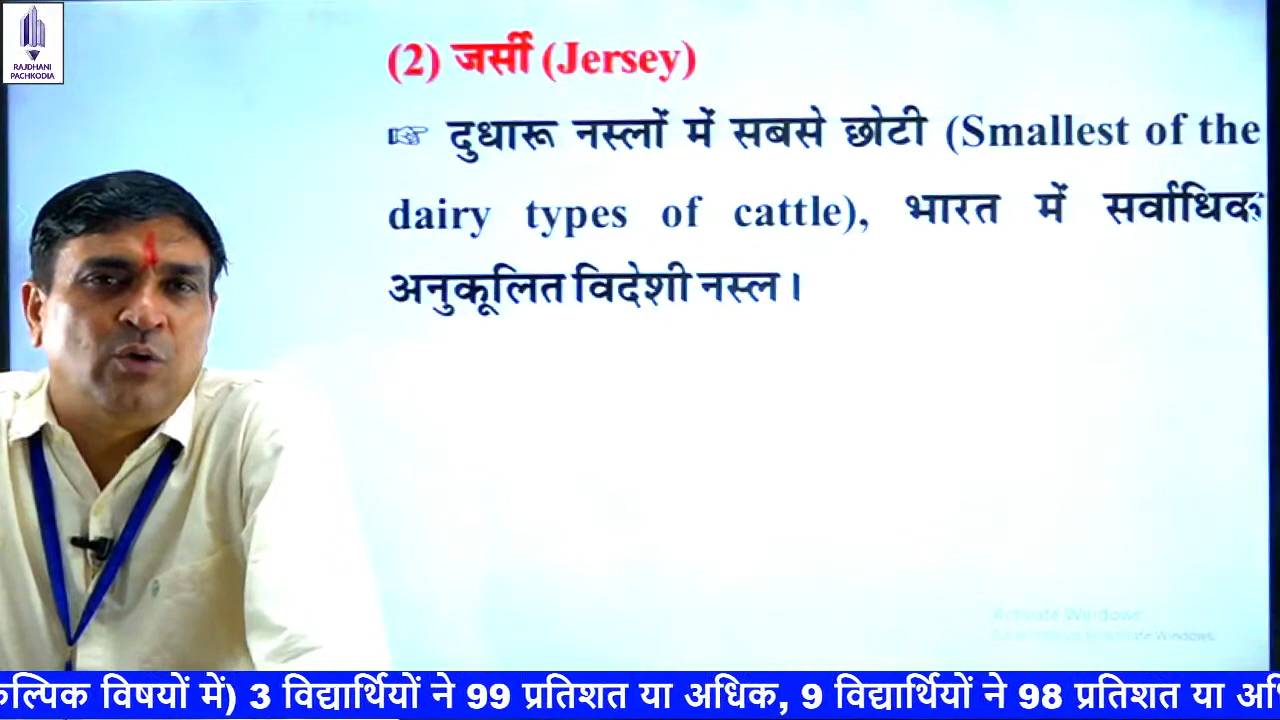 RAJDHANI
PACHKODIA
(2) जर्सी (Jersey)
☞ दुधारू नस्लों में सबसे छोटी (Smallest of the
dairy types of cattle), भारत में सर्वाधिक
अनुकूलित विदेशी नस्ल।
Activate Windows
कल्पिक विषयों में) 3 विद्यार्थियों ने 99 प्रतिशत या अधिक, 9 विद्यार्थियों ने 98 प्रतिशत या